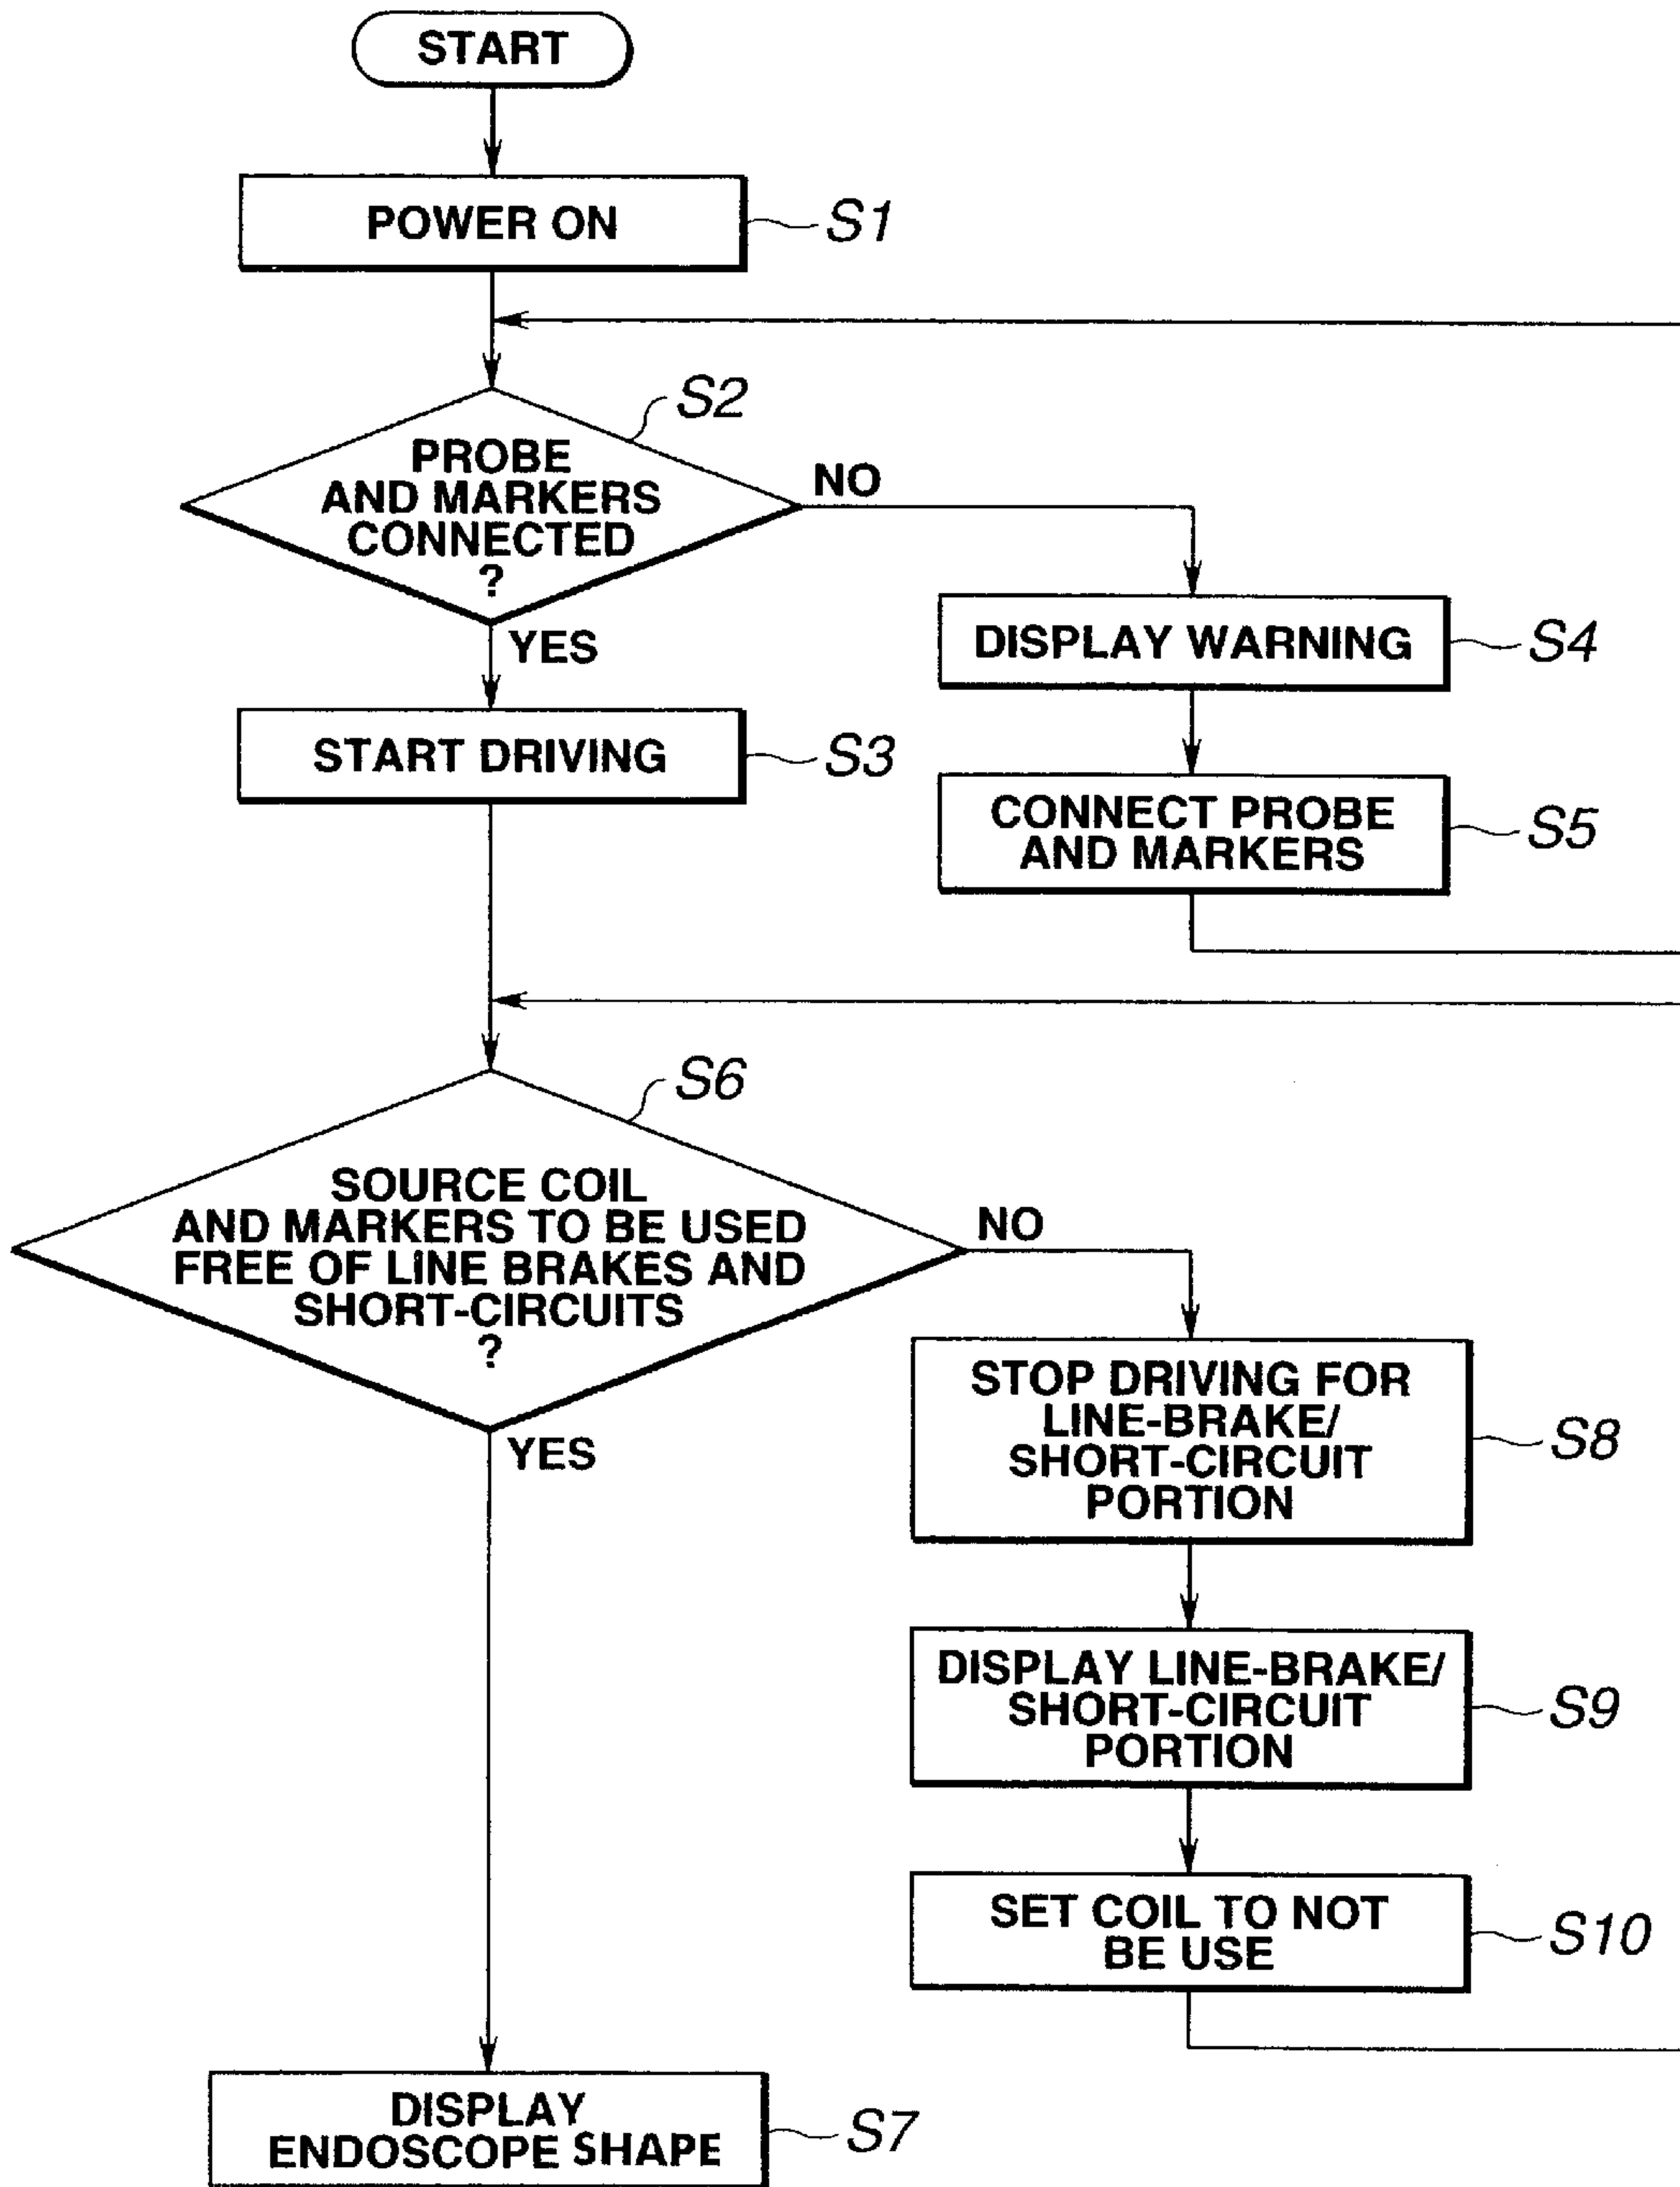 START
POWER ON
S1
S2
PROBE
AND MARKERS
CONNECTED
?
NO
YES
DISPLAY WARNING
S4
START DRIVING
S3
CONNECT PROBE
AND MARKERS
S5
S6
SOURCE COIL
AND MARKERS TO BE USED
FREE OF LINE BRAKES AND
SHORT-CIRCUITS
?
NO
YES
STOP DRIVING FOR
LINE-BRAKE/
SHORT-CIRCUIT
PORTION
S8
DISPLAY LINE-BRAKE/
SHORT-CIRCUIT
PORTION
S9
SET COIL TO NOT
BE USE
S10
DISPLAY
ENDOSCOPE SHAPE
S7